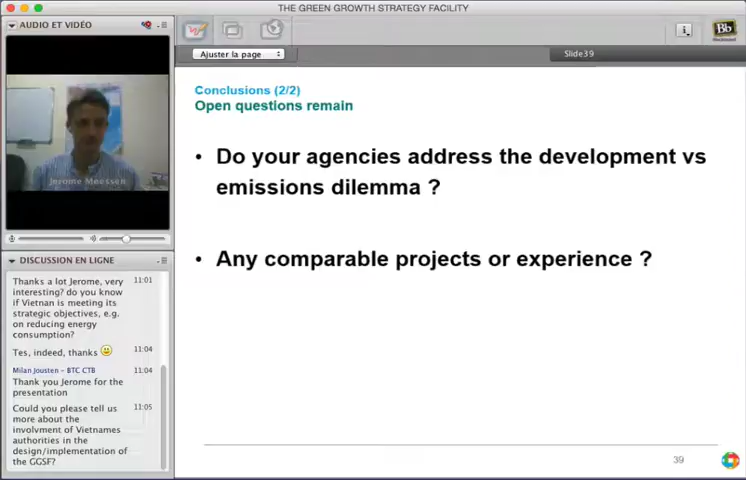 THE GREEN GROWTH STRATEGY FACILITY
AUDIO ET VIDÉO
Jerome Meessen
DISCUSSION EN LIGNE
Thanks a lot Jerome, very 11:01
interesting? do you know
if Vietnan is meeting its
strategic objectives, e.g.
on reducing energy
consumption?
Tes, indeed, thanks 11:04
Milan Jousten - BTC CTB 11:04
Thank you Jerome for the
presentation
Could you please tell us 11:05
more about the
involvment of Vietnames
authorities in the
design/implementation of
the GGSF?
Bb
Ajuster la page
Slide39
Conclusions (2/2)
Open questions remain
• Do your agencies address the development vs
emissions dilemma ?
• Any comparable projects or experience ?
39